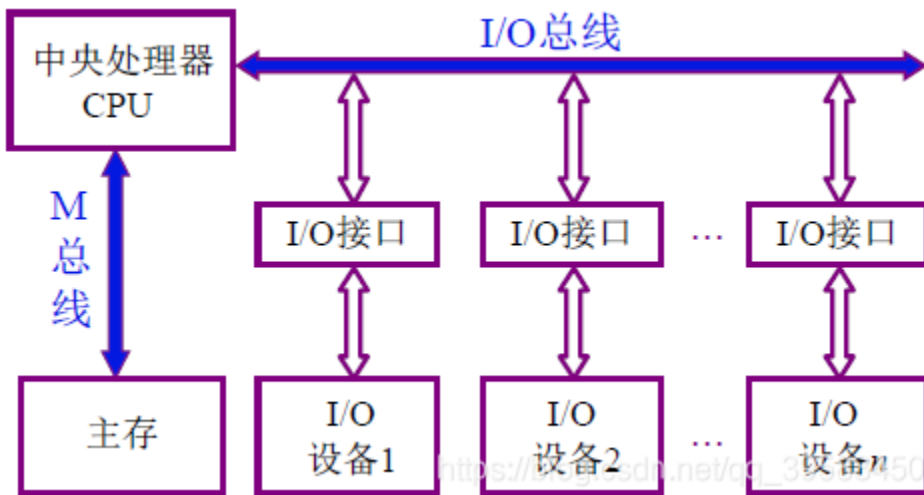 中央处理器
CPU
I/O总线
M
总
线
I/O接口
I/O接口
…
I/O接口
主存
I/O
设备1
I/O
设备2
…
I/O
设备n